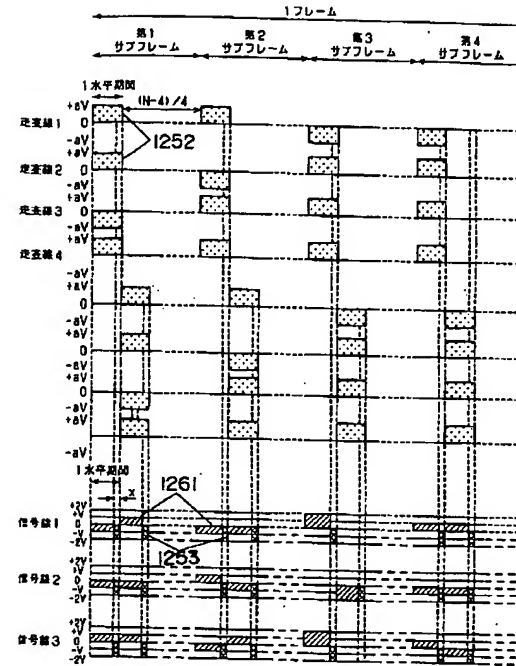 1フレーム
第1 第2 第3 第4
サブフレーム サブフレーム サブフレーム サブフレーム
1水平期間 (N-4)/4
+aV
走査線1 0
-aV
+aV
1252
走査線2 0
-aV
+aV
走査線3 0
-aV
+aV
走査線4 0
-aV
+aV
0
-aV
+aV
0
-aV
+aV
0
-aV
+aV
-aV
1水平期間
x 1261
+2V
+V
信号線1 0
-V
-2V
1253
+2V
+V
信号線2 0
-V
-2V
+2V
+V
信号線3 0
-V
-2V